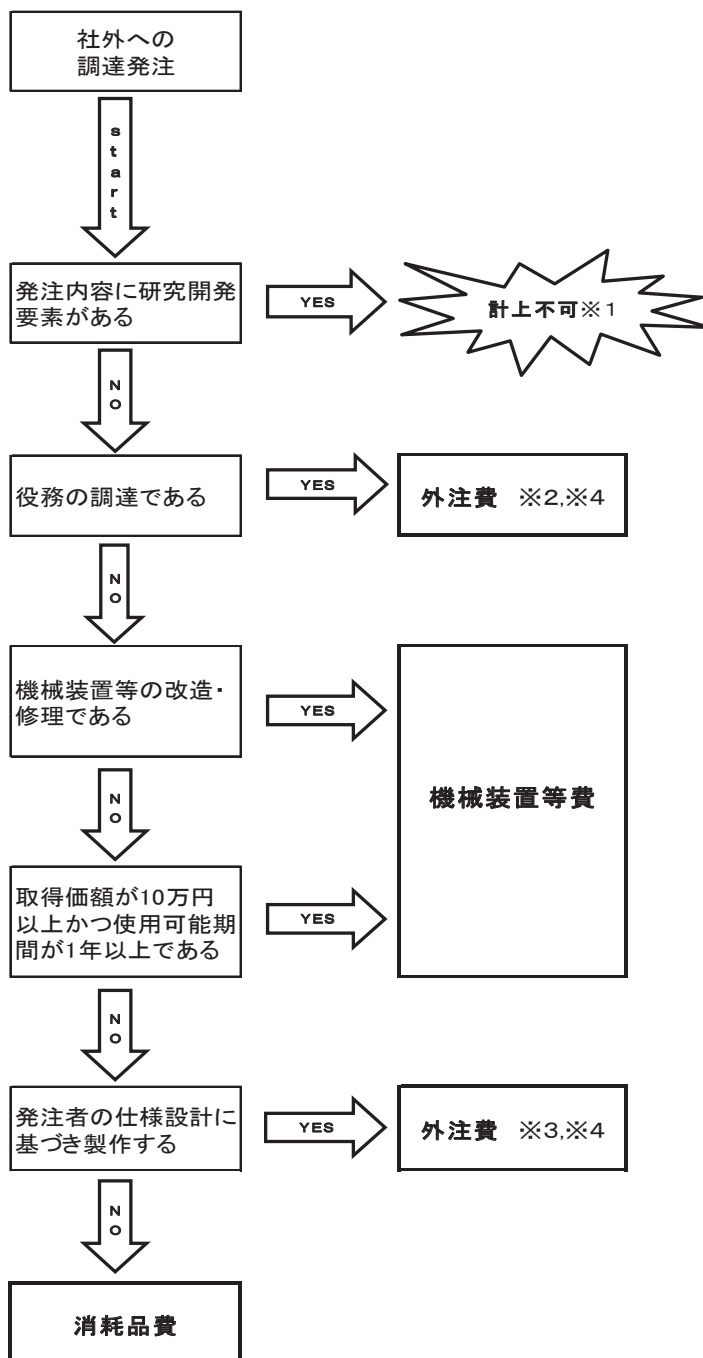 社外への
調達発注
start
発注内容に研究開発
要素がある
YES
計上不可※1
NO
役務の調達である
YES
外注費 ※2,※4
NO
機械装置等の改造・
修理である
YES
機械装置等費
NO
取得価額が10万円
以上かつ使用可能期
間が1年以上である
YES
NO
発注者の仕様設計に
基づき製作する
YES
外注費 ※3,※4
NO
消耗品費